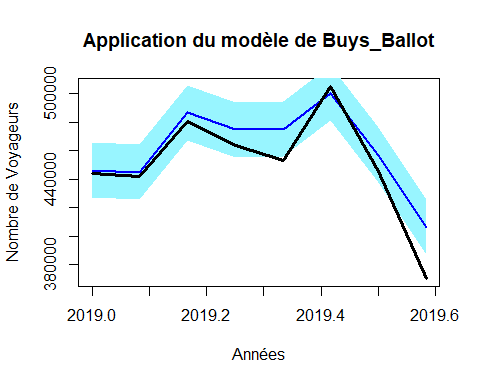 Application du modèle de Buys_Ballot
Nombre de Voyageurs
500000
440000
380000
2019.0 2019.2 2019.4 2019.6
Années